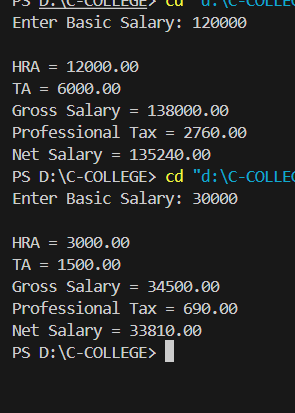 PS D:\C-COLLEGE> cd "d:\C-COLLEG
Enter Basic Salary: 120000
HRA = 12000.00
TA = 6000.00
Gross Salary = 138000.00
Professional Tax = 2760.00
Net Salary = 135240.00
PS D:\C-COLLEGE> cd "d:\C-COLLEG
Enter Basic Salary: 30000
HRA = 3000.00
TA = 1500.00
Gross Salary = 34500.00
Professional Tax = 690.00
Net Salary = 33810.00
PS D:\C-COLLEGE>